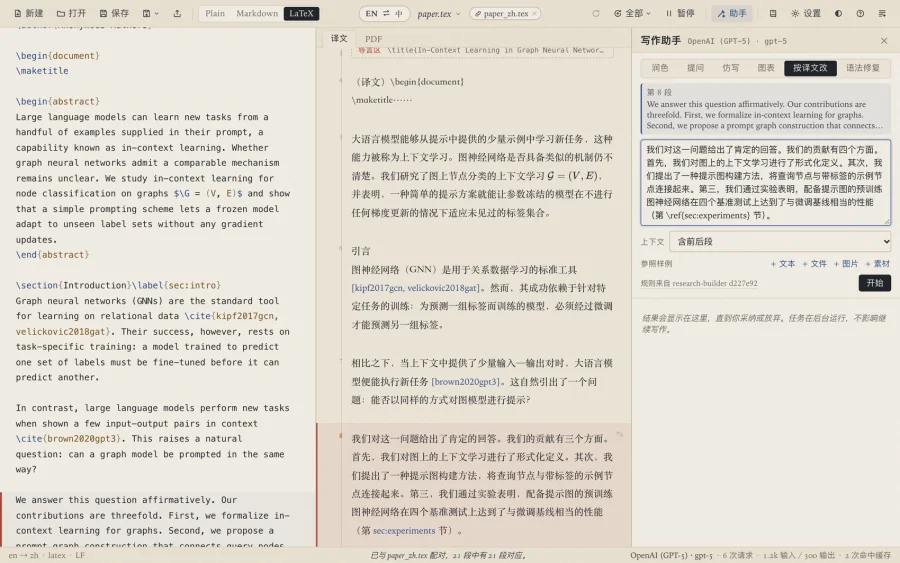 新建 打开 保存 Plain Markdown LaTeX EN ⇌ 中 paper.tex paper_zh.tex × 全部 暂停 助手 设置
\begin{document}
\maketitle
\begin{abstract}
Large language models can learn new tasks from a
handful of examples supplied in their prompt, a
capability known as in-context learning. Whether
graph neural networks admit a comparable mechanism
remains unclear. We study in-context learning for
node classification on graphs $\G = (V, E)$ and show
that a simple prompting scheme lets a frozen model
adapt to unseen label sets without any gradient
updates.
\end{abstract}
\section{Introduction}\label{sec:intro}
Graph neural networks (GNNs) are the standard tool
for learning on relational data \cite{kipf2017gcn,
velickovic2018gat}. Their success, however, rests on
task-specific training: a model trained to predict
one set of labels must be fine-tuned before it can
predict another.
In contrast, large language models perform new tasks
when shown a few input-output pairs in context
\cite{brown2020gpt3}. This raises a natural
question: can a graph model be prompted in the same
way?
We answer this question affirmatively. Our
contributions are threefold. First, we formalize in-
context learning for graphs. Second, we propose a
prompt graph construction that connects query nodes
译文 PDF
导言区 \title{In-Context Learning in Graph Neural Networ…
（译文）\begin{document}
\maketitle……
大语言模型能够从提示中提供的少量示例中学习新任务，这种
能力被称为上下文学习。图神经网络是否具备类似的机制仍不
清楚。我们研究了图上节点分类的上下文学习 𝒢 = (V, E)，
并表明，一种简单的提示方案就能让参数冻结的模型在不进行
任何梯度更新的情况下适应未见过的标签集合。
引言
图神经网络（GNN）是用于关系数据学习的标准工具
[kipf2017gcn, velickovic2018gat]。然而，其成功依赖于针对特
定任务的训练：为预测一组标签而训练的模型，必须经过微调
才能预测另一组标签。
相比之下，当上下文中提供了少量输入—输出对时，大语言模
型便能执行新任务 [brown2020gpt3]。这自然引出了一个问
题：能否以同样的方式对图模型进行提示？
我们对这一问题给出了肯定的回答。我们的贡献有三个方面。
首先，我们对图上的上下文学习进行了形式化定义。其次，我
们提出了一种提示图构建方法，将查询节点与带标签的示例节
点连接起来。第三，我们通过实验表明，配备提示图的预训练
图神经网络在四个基准测试上达到了与微调基线相当的性能
（第 sec:experiments 节）。
写作助手 OpenAI (GPT-5) · gpt-5 ×
润色 提问 仿写 图表 按译文改 语法修复
第 8 段
We answer this question affirmatively. Our contributions are
threefold. First, we formalize in-context learning for graphs.
Second, we propose a prompt graph construction that connects…
我们对这一问题给出了肯定的回答。我们的贡献有四个方面。
首先，我们对图上的上下文学习进行了形式化定义。其次，我
们提出了一种提示图构建方法，将查询节点与带标签的示例节
点连接起来。第三，我们通过实验表明，配备提示图的预训练
图神经网络在四个基准测试上达到了与微调基线相当的性能
（第 \ref{sec:experiments} 节）。
上下文 含前后段
参照样例 + 文本 + 文件 + 图片 + 素材
规则来自 research-builder d227e92 开始
结果会显示在这里，直到你采纳或放弃。任务在后台运行，不影响继
续写作。
en → zh · latex · LF 已与 paper_zh.tex 配对，21 段中有 21 段对应。 OpenAI (GPT-5) · gpt-5 · 6 次请求 · 1.2k 输入 / 300 输出 · 2 次命中缓存